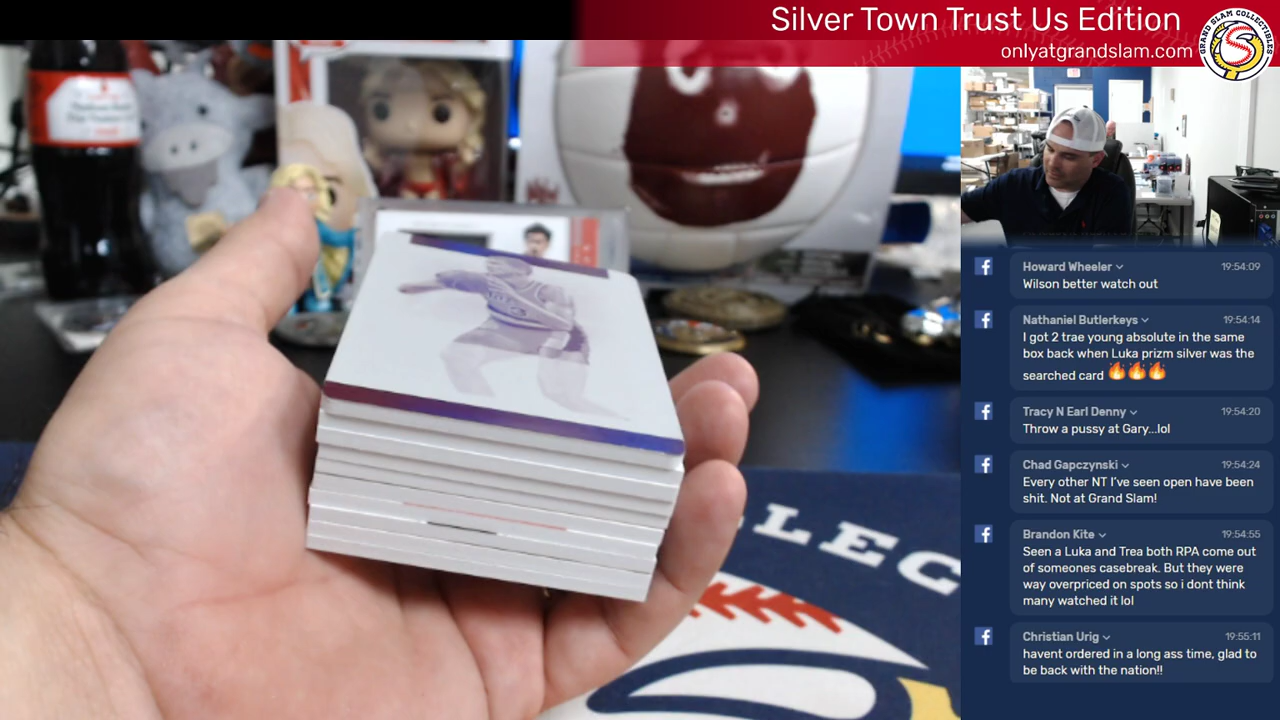 Silver Town Trust Us Edition
onlyatgrandslam.com
GRAND SLAM COLLECTIBLES
Howard Wheeler
19:54:09
Wilson better watch out
Nathaniel Butlerkeys
19:54:14
I got 2 trae young absolute in the same
box back when Luka prizm silver was the
searched card 🔥🔥🔥
Tracy N Earl Denny
19:54:20
Throw a pussy at Gary...lol
Chad Gapczynski
19:54:24
Every other NT I've seen open have been
shit. Not at Grand Slam!
Brandon Kite
19:54:55
Seen a Luka and Trea both RPA come out
of someones casebreak. But they were
way overpriced on spots so i dont think
many watched it lol
Christian Urig
19:55:11
havent ordered in a long ass time, glad to
be back with the nation!!
LLEC